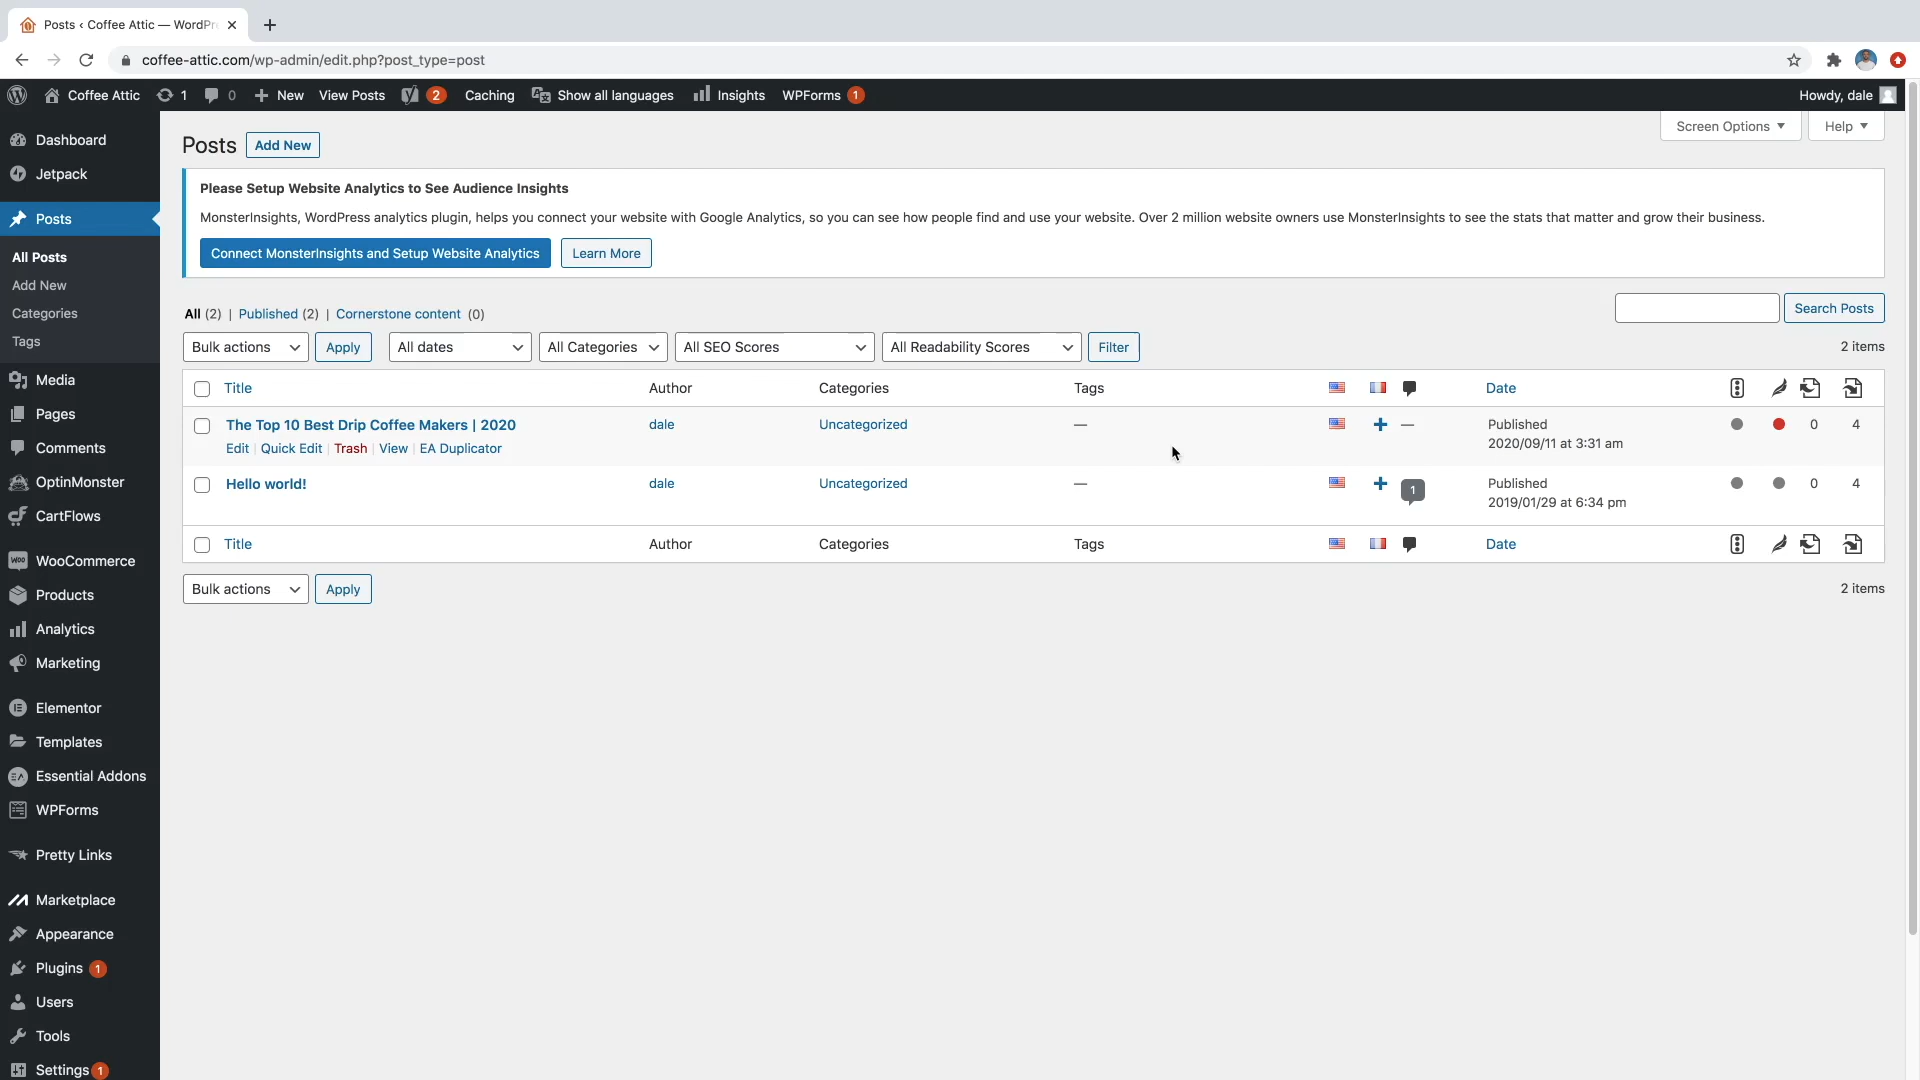 Posts ‹ Coffee Attic — WordPr
coffee-attic.com/wp-admin/edit.php?post_type=post
Coffee Attic 1 0 New View Posts 2 Caching Show all languages Insights WPForms 1 Howdy, dale
Dashboard
Jetpack
Posts
All Posts
Add New
Categories
Tags
Media
Pages
Comments
OptinMonster
CartFlows
WooCommerce
Products
Analytics
Marketing
Elementor
Templates
Essential Addons
WPForms
Pretty Links
Marketplace
Appearance
Plugins 1
Users
Tools
Settings 1
Posts Add New Screen Options Help
Please Setup Website Analytics to See Audience Insights
MonsterInsights, WordPress analytics plugin, helps you connect your website with Google Analytics, so you can see how people find and use your website. Over 2 million website owners use MonsterInsights to see the stats that matter and grow their business.
Connect MonsterInsights and Setup Website Analytics Learn More
All (2) | Published (2) | Cornerstone content (0) Search Posts
Bulk actions Apply All dates All Categories All SEO Scores All Readability Scores Filter 2 items
Title Author Categories Tags Date
The Top 10 Best Drip Coffee Makers | 2020 dale Uncategorized — — Published 0 4
2020/09/11 at 3:31 am
Edit | Quick Edit | Trash | View | EA Duplicator
Hello world! dale Uncategorized — 1 Published 0 4
2019/01/29 at 6:34 pm
Title Author Categories Tags Date
Bulk actions Apply 2 items